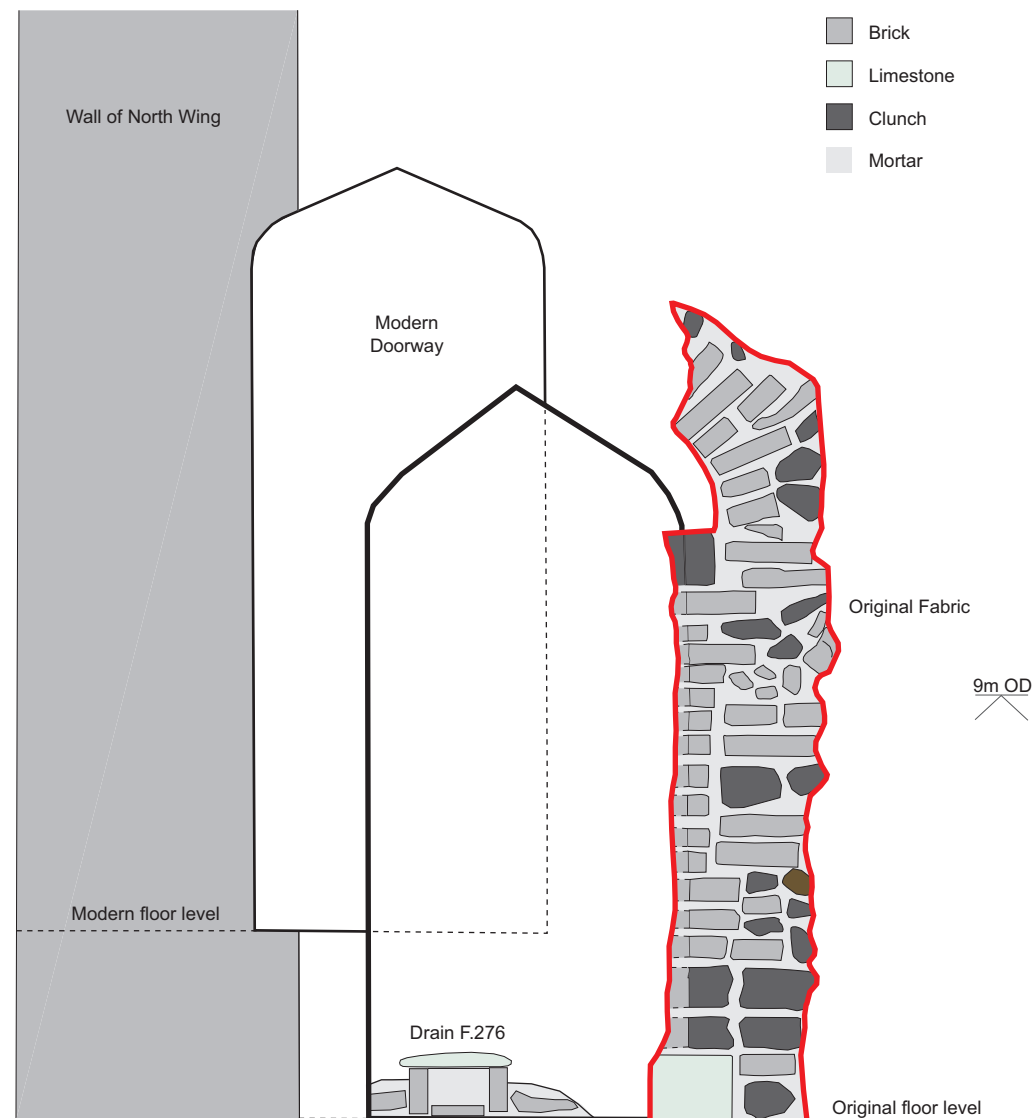 Brick
Limestone
Clunch
Mortar
Wall of North Wing
Modern
Doorway
Original Fabric
9m OD
Modern floor level
Drain F.276
Original floor level